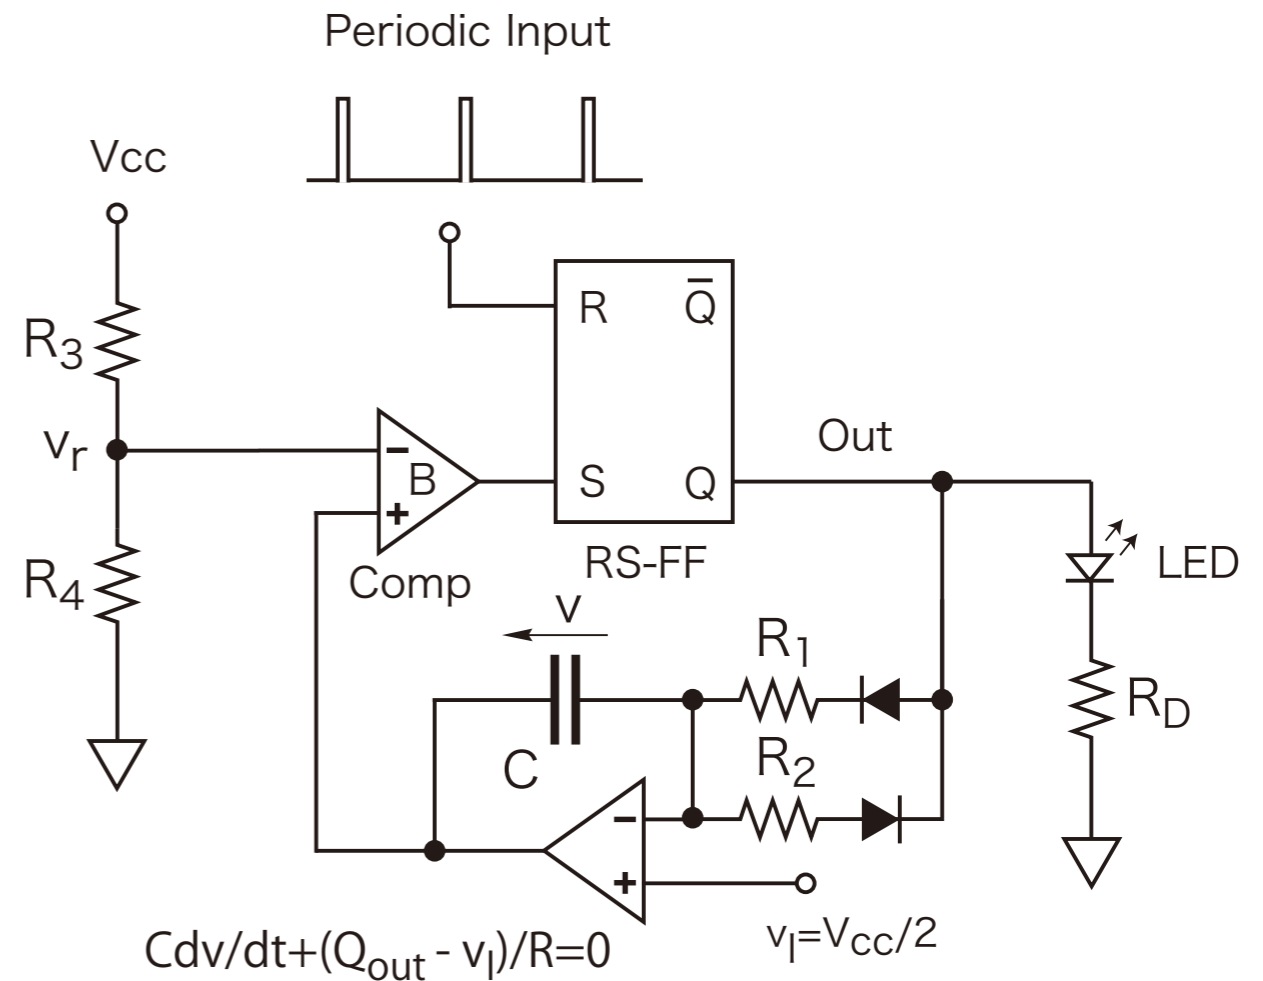 Periodic Input
Vcc
R3
R Q̅
vr
B
S Q
Out
R4
Comp
RS-FF
LED
v
R1
RD
C
R2
-
+
-
+
vI=VCC/2
Cdv/dt+(Qout - vI)/R=0